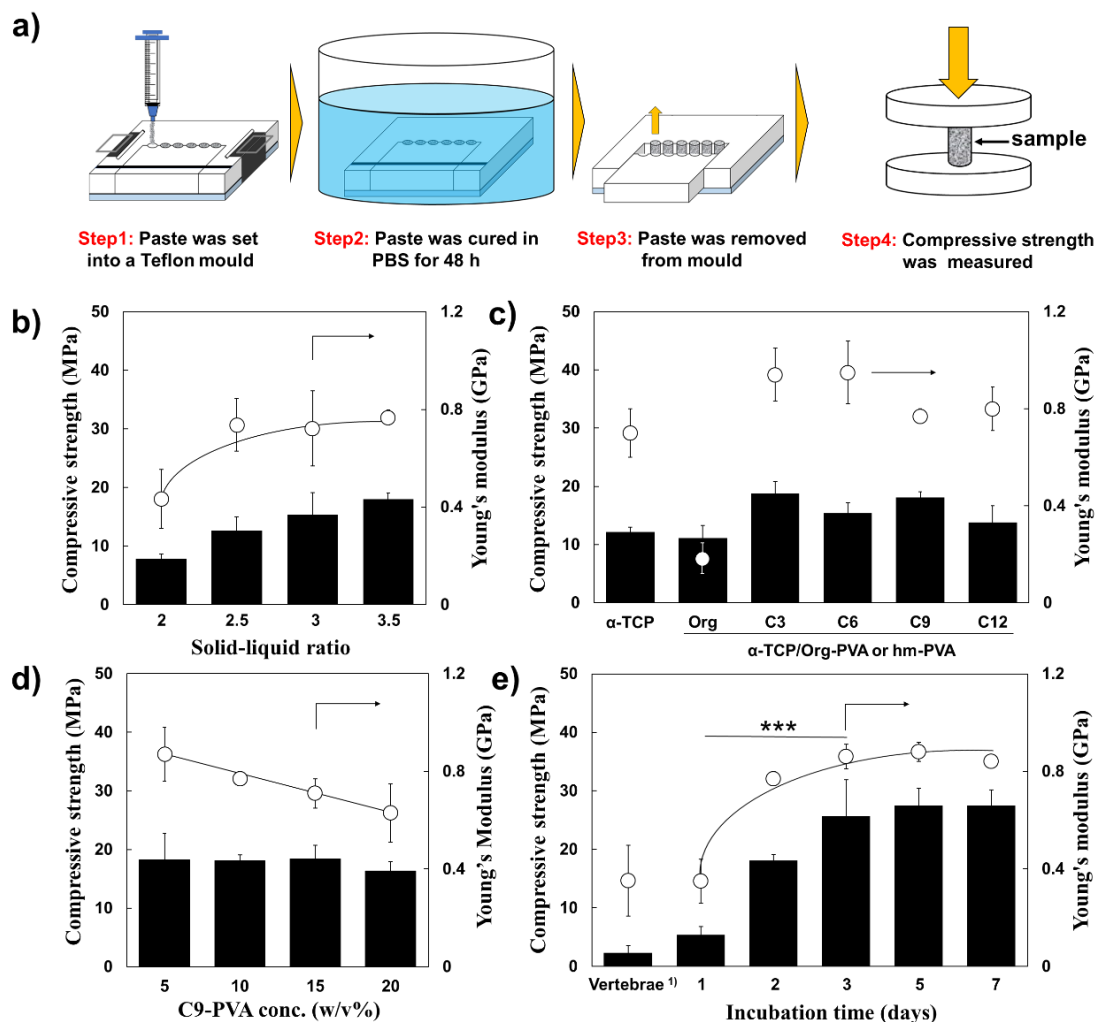 a)
sample
Step1: Paste was set
into a Teflon mould
Step2: Paste was cured in
PBS for 48 h
Step3: Paste was removed
from mould
Step4: Compressive strength
was measured
b)
Compressive strength (MPa)
50
40
30
20
10
0
1.2
0.8
0.4
0
Young's modulus (GPa)
2 2.5 3 3.5
Solid-liquid ratio
c)
Compressive strength (MPa)
50
40
30
20
10
0
1.2
0.8
0.4
0
Young's modulus (GPa)
α-TCP Org C3 C6 C9 C12
α-TCP/Org-PVA or hm-PVA
d)
Compressive strength (MPa)
50
40
30
20
10
0
1.2
0.8
0.4
0
Young's Modulus (GPa)
5 10 15 20
C9-PVA conc. (w/v%)
e)
Compressive strength (MPa)
50
40
30
20
10
0
***
1.2
0.8
0.4
0
Young's modulus (GPa)
Vertebrae 1) 1 2 3 5 7
Incubation time (days)